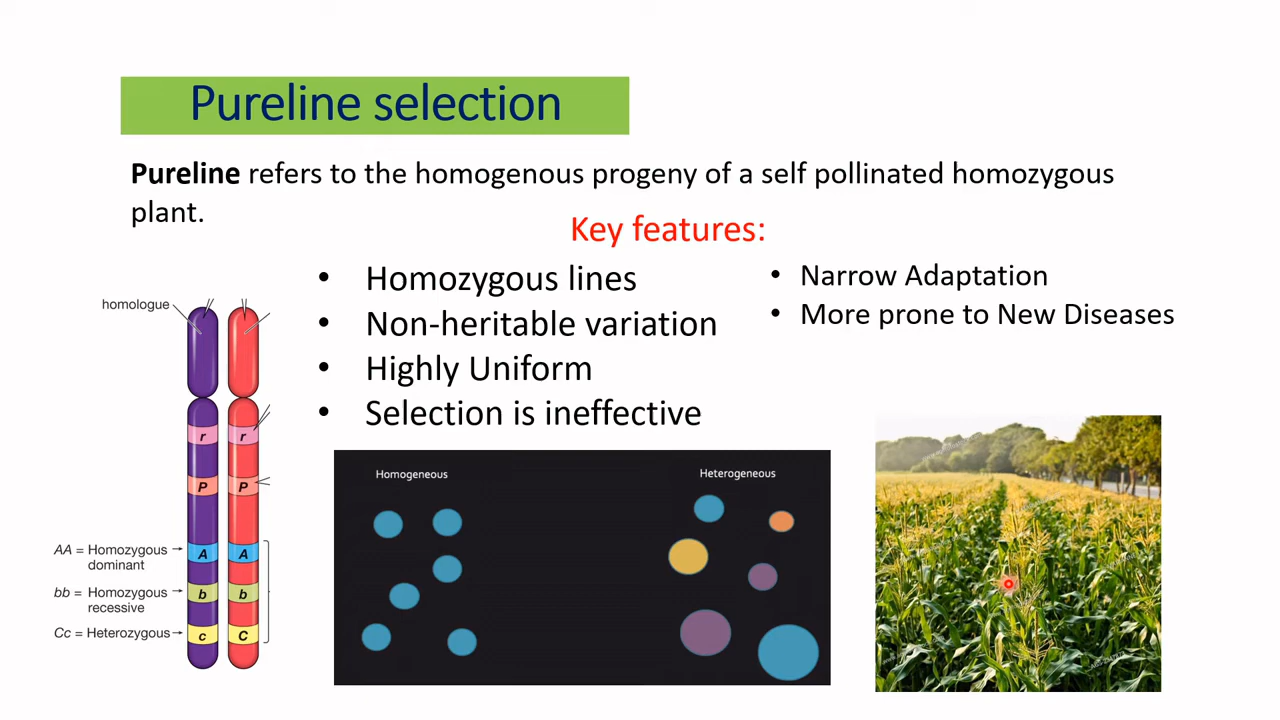 Pureline selection
Pureline refers to the homogenous progeny of a self pollinated homozygous
plant.
Key features:
• Homozygous lines
• Non-heritable variation
• Highly Uniform
• Selection is ineffective
• Narrow Adaptation
• More prone to New Diseases
homologue
r r
P P
AA = Homozygous
dominant
A A
bb = Homozygous
recessive
b b
Cc = Heterozygous
c C
Homogeneous
Heterogeneous